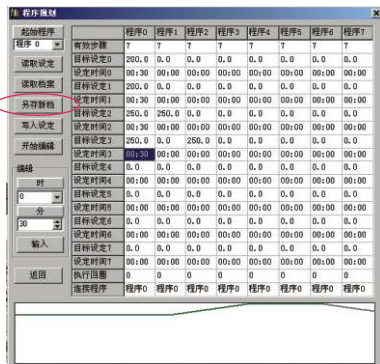 程序规划
起始程序
程序 0
读取设定
读取档案
另存新档
写入设定
开始编辑
编辑
时
0
分
30
输入
返回
程序0 程序1 程序2 程序3 程序4 程序5 程序6 程序7
有效步骤 7 7 7 7 7 7 7 7
目标设定0 200.0 0.0 0.0 0.0 0.0 0.0 0.0 0.0
设定时间0 00:30 00:00 00:00 00:00 00:00 00:00 00:00 00:00
目标设定1 200.0 0.0 0.0 0.0 0.0 0.0 0.0 0.0
设定时间1 00:30 00:00 00:00 00:00 00:00 00:00 00:00 00:00
目标设定2 250.0 250.0 0.0 0.0 0.0 0.0 0.0 0.0
设定时间2 00:30 00:00 00:00 00:00 00:00 00:00 00:00 00:00
目标设定3 250.0 0.0 250.0 0.0 0.0 0.0 0.0 0.0
设定时间3 00:30 00:00 00:00 00:00 00:00 00:00 00:00 00:00
目标设定4 0.0 0.0 0.0 0.0 0.0 0.0 0.0 0.0
设定时间4 00:00 00:00 00:00 00:00 00:00 00:00 00:00 00:00
目标设定5 0.0 0.0 0.0 0.0 0.0 0.0 0.0 0.0
设定时间5 00:00 00:00 00:00 00:00 00:00 00:00 00:00 00:00
目标设定6 0.0 0.0 0.0 0.0 0.0 0.0 0.0 0.0
设定时间6 00:00 00:00 00:00 00:00 00:00 00:00 00:00 00:00
目标设定7 0.0 0.0 0.0 0.0 0.0 0.0 0.0 0.0
设定时间7 00:00 00:00 00:00 00:00 00:00 00:00 00:00 00:00
执行回圈 0 0 0 0 0 0 0 0
连接程序 程序0 程序0 程序0 程序0 程序0 程序0 程序0 程序0